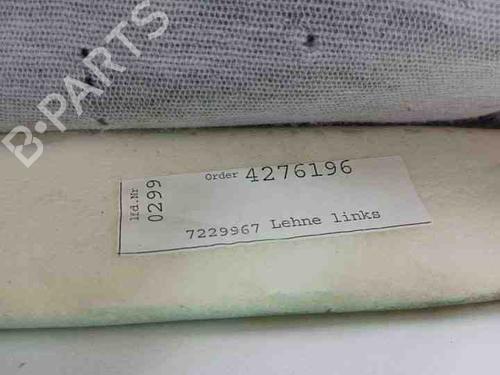 B-PARTS
lfd.Nr
0299
Order 4276196
7229967 Lehne links